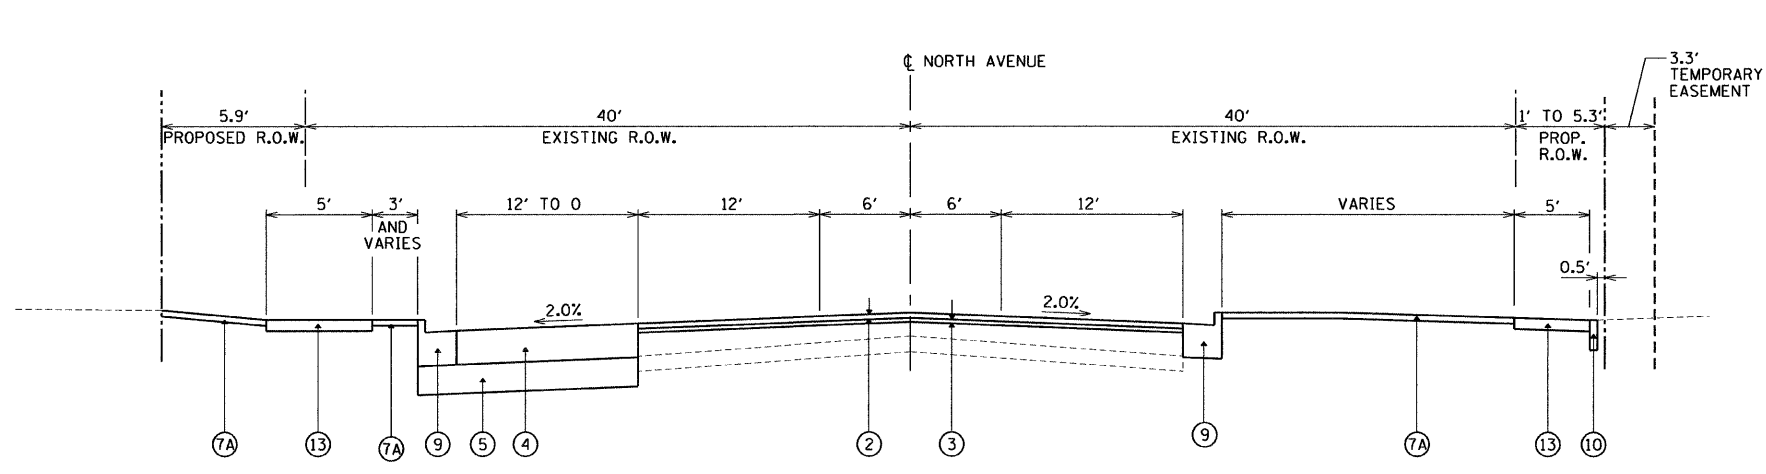 ℄ NORTH AVENUE
3.3'
TEMPORARY
EASEMENT
5.9'
PROPOSED R.O.W.
40'
EXISTING R.O.W.
40'
EXISTING R.O.W.
1' TO 5.3'
PROP.
R.O.W.
5'
3'
AND
VARIES
12' TO 0
12'
6'
6'
12'
VARIES
5'
0.5'
2.0%
2.0%
7A
13
7A
9
5
4
2
3
9
7A
13
10